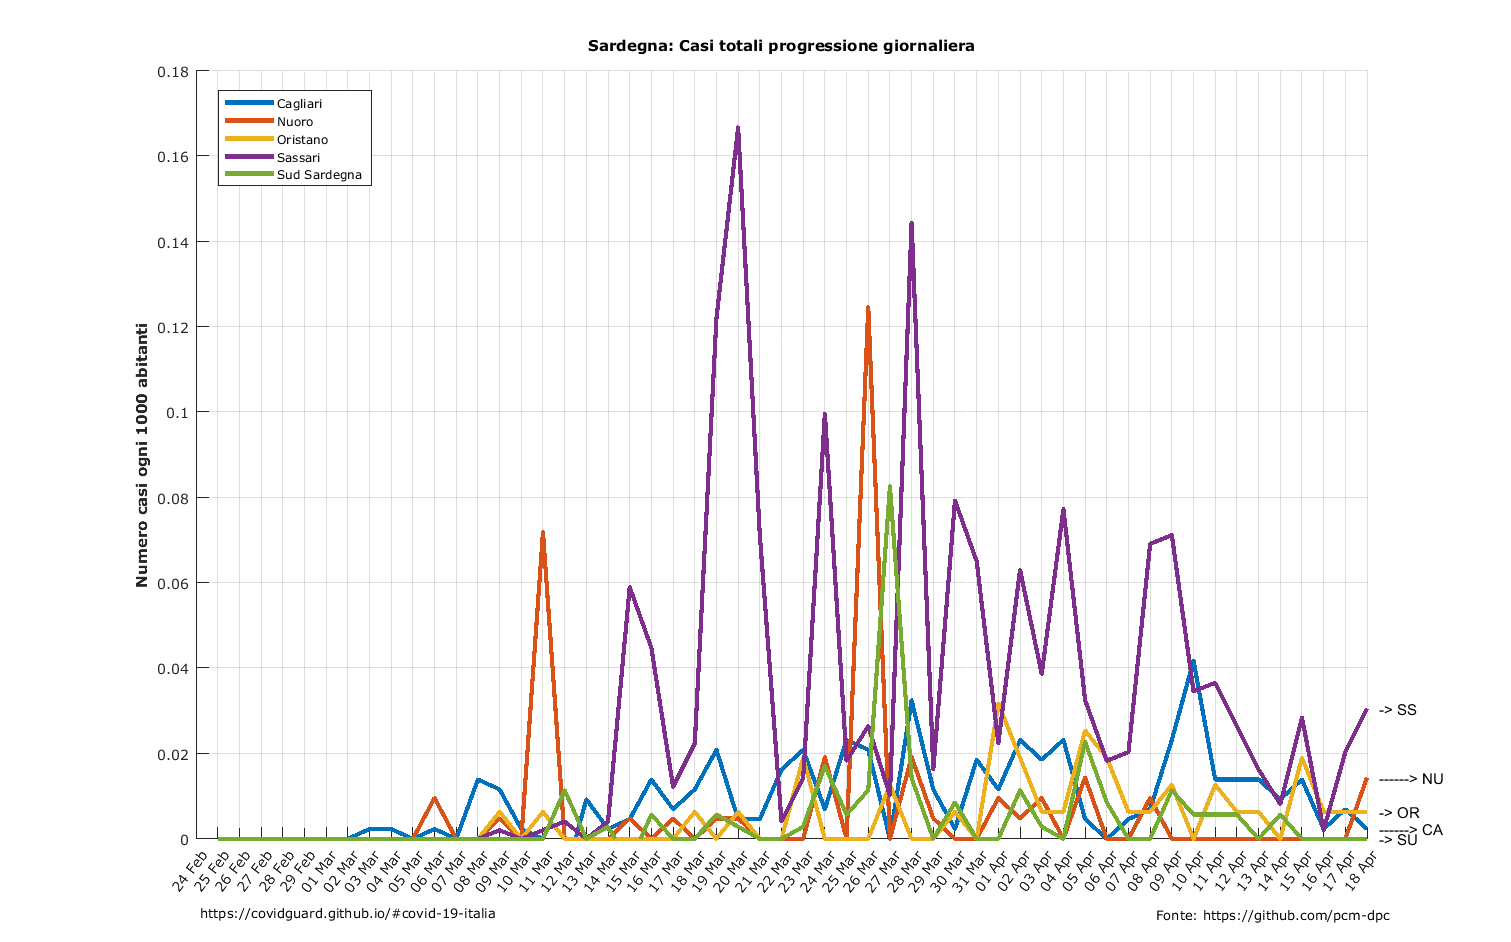 Sardegna: Casi totali progressione giornaliera
0.18
0.16
0.14
0.12
0.1
0.08
0.06
0.04
0.02
0
Numero casi ogni 1000 abitanti
Cagliari
Nuoro
Oristano
Sassari
Sud Sardegna
-> SS
------> NU
-> OR
------> CA
-> SU
24 Feb
25 Feb
26 Feb
27 Feb
28 Feb
29 Feb
01 Mar
02 Mar
03 Mar
04 Mar
05 Mar
06 Mar
07 Mar
08 Mar
09 Mar
10 Mar
11 Mar
12 Mar
13 Mar
14 Mar
15 Mar
16 Mar
17 Mar
18 Mar
19 Mar
20 Mar
21 Mar
22 Mar
23 Mar
24 Mar
25 Mar
26 Mar
27 Mar
28 Mar
29 Mar
30 Mar
31 Mar
01 Apr
02 Apr
03 Apr
04 Apr
05 Apr
06 Apr
07 Apr
08 Apr
09 Apr
10 Apr
11 Apr
12 Apr
13 Apr
14 Apr
15 Apr
16 Apr
17 Apr
18 Apr
https://covidguard.github.io/#covid-19-italia
Fonte: https://github.com/pcm-dpc